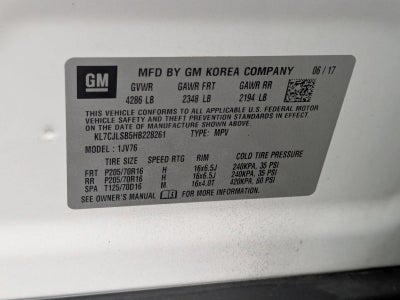 GM
MFD BY GM KOREA COMPANY 06/17
GVWR GAWR FRT GAWR RR
4286 LB 2348 LB 2194 LB
THIS VEHICLE CONFORMS TO ALL APPLICABLE U.S. FEDERAL MOTOR
VEHICLE SAFETY AND THEFT PREVENTION STANDARDS IN EFFECT ON
THE DATE OF MANUFACTURE SHOWN ABOVE.
KL7CJLSB5HB228261 TYPE: MPV
MODEL: 1JV76
TIRE SIZE SPEED RTG RIM COLD TIRE PRESSURE
FRT P205/70R16 H 16x6.5J 240KPA, 35 PSI
RR P205/70R16 H 16x6.5J 240KPA, 35 PSI
SPA T125/70D16 M 16x4.0T 420KPA, 60 PSI
SEE OWNER'S MANUAL FOR ADDITIONAL INFORMATION.